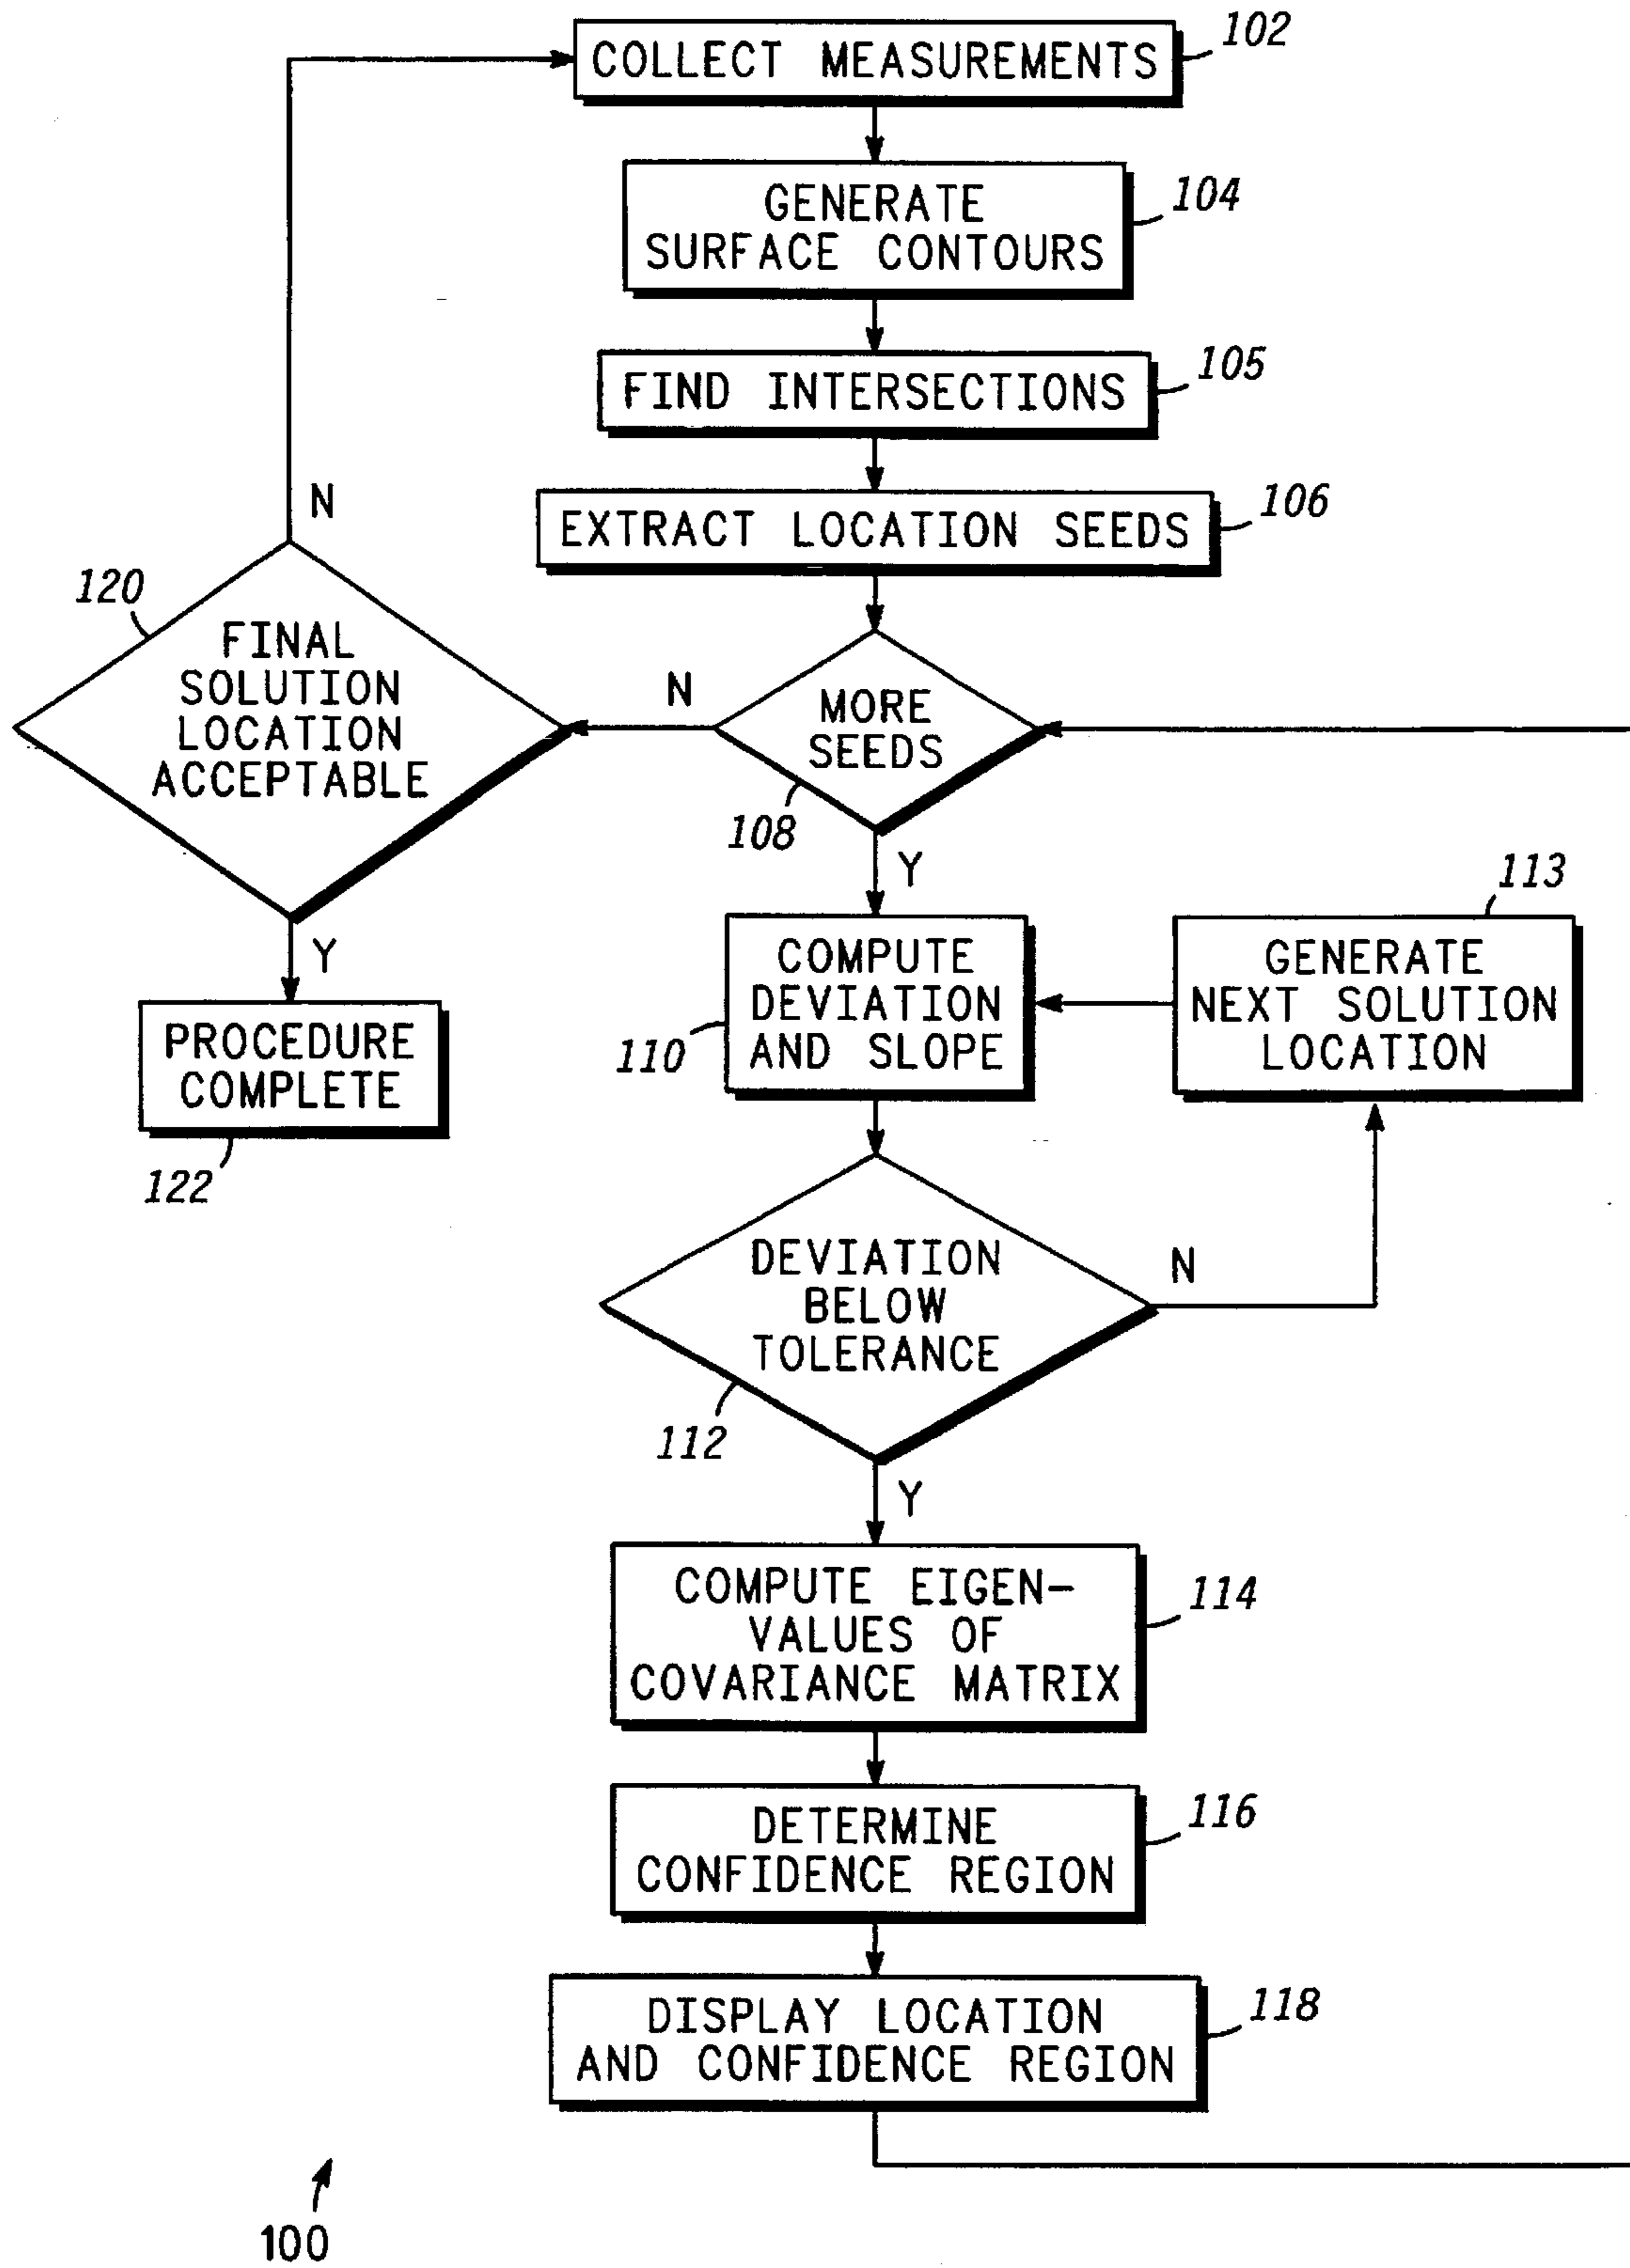 COLLECT MEASUREMENTS
102
GENERATE
SURFACE CONTOURS
104
FIND INTERSECTIONS
105
EXTRACT LOCATION SEEDS
106
N
120
FINAL
SOLUTION
LOCATION
ACCEPTABLE
N
MORE
SEEDS
108
Y
Y
PROCEDURE
COMPLETE
122
COMPUTE
DEVIATION
AND SLOPE
110
113
GENERATE
NEXT SOLUTION
LOCATION
DEVIATION
BELOW
TOLERANCE
N
112
Y
COMPUTE EIGEN-
VALUES OF
COVARIANCE MATRIX
114
DETERMINE
CONFIDENCE REGION
116
DISPLAY LOCATION
AND CONFIDENCE REGION
118
100